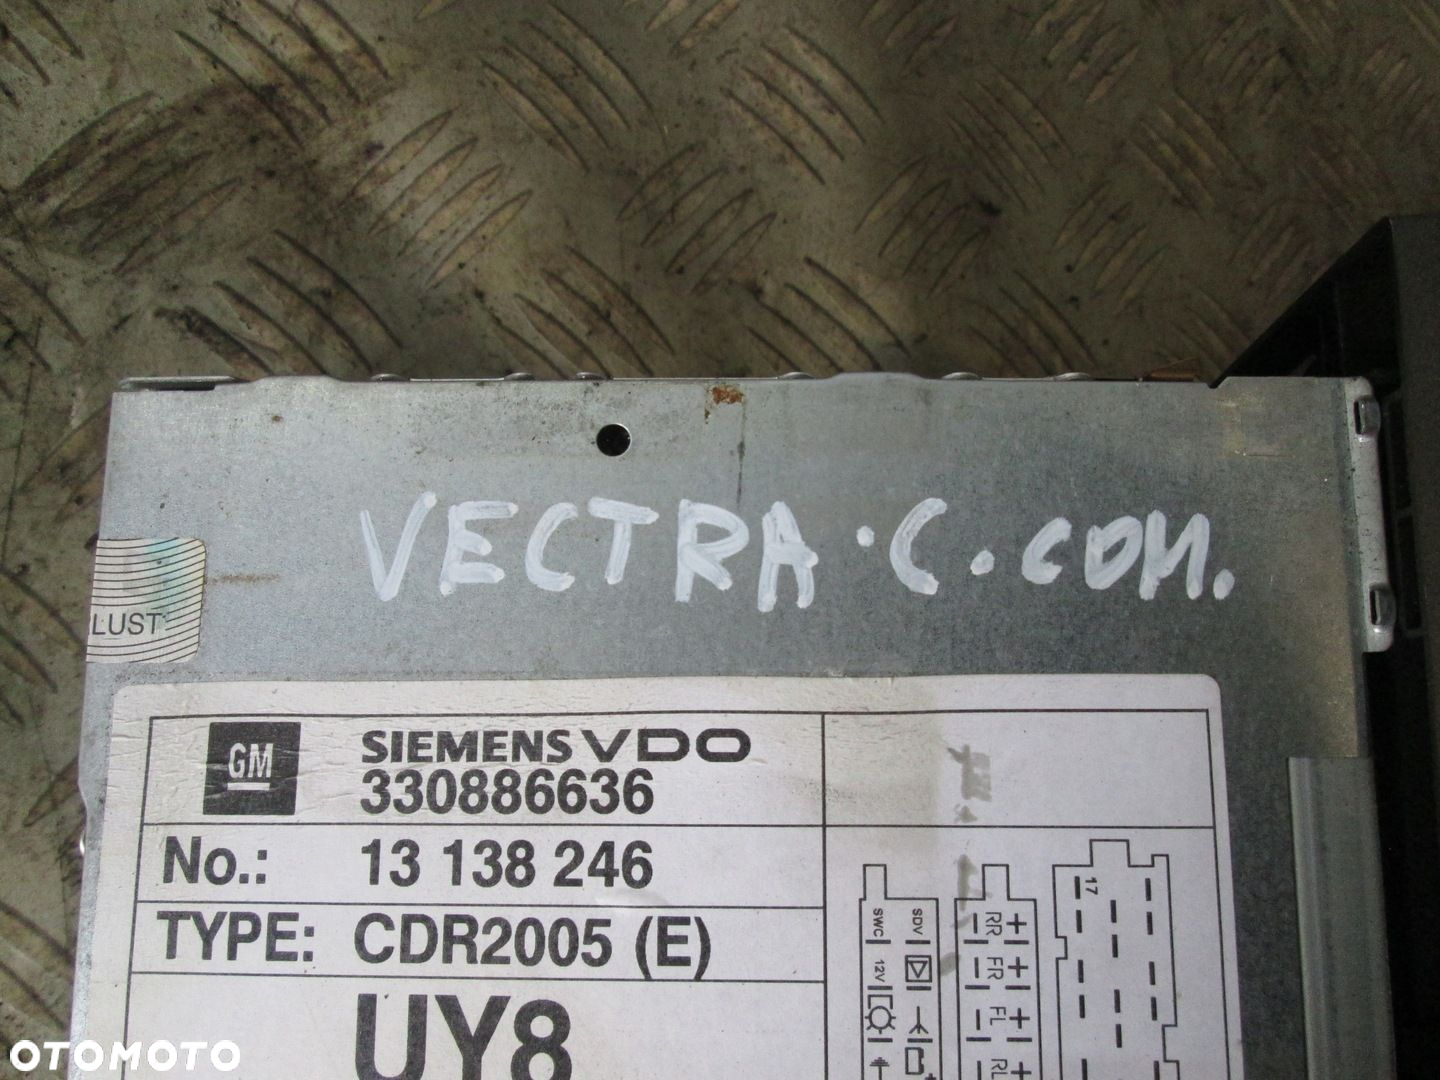 VECTRA.C.COM.
LUST
GM
SIEMENS VDO
330886636
No.: 13 138 246
TYPE: CDR2005 (E)
UY8
SWC 12V
SDV
RR FR FL RL
17
OTOMOTO